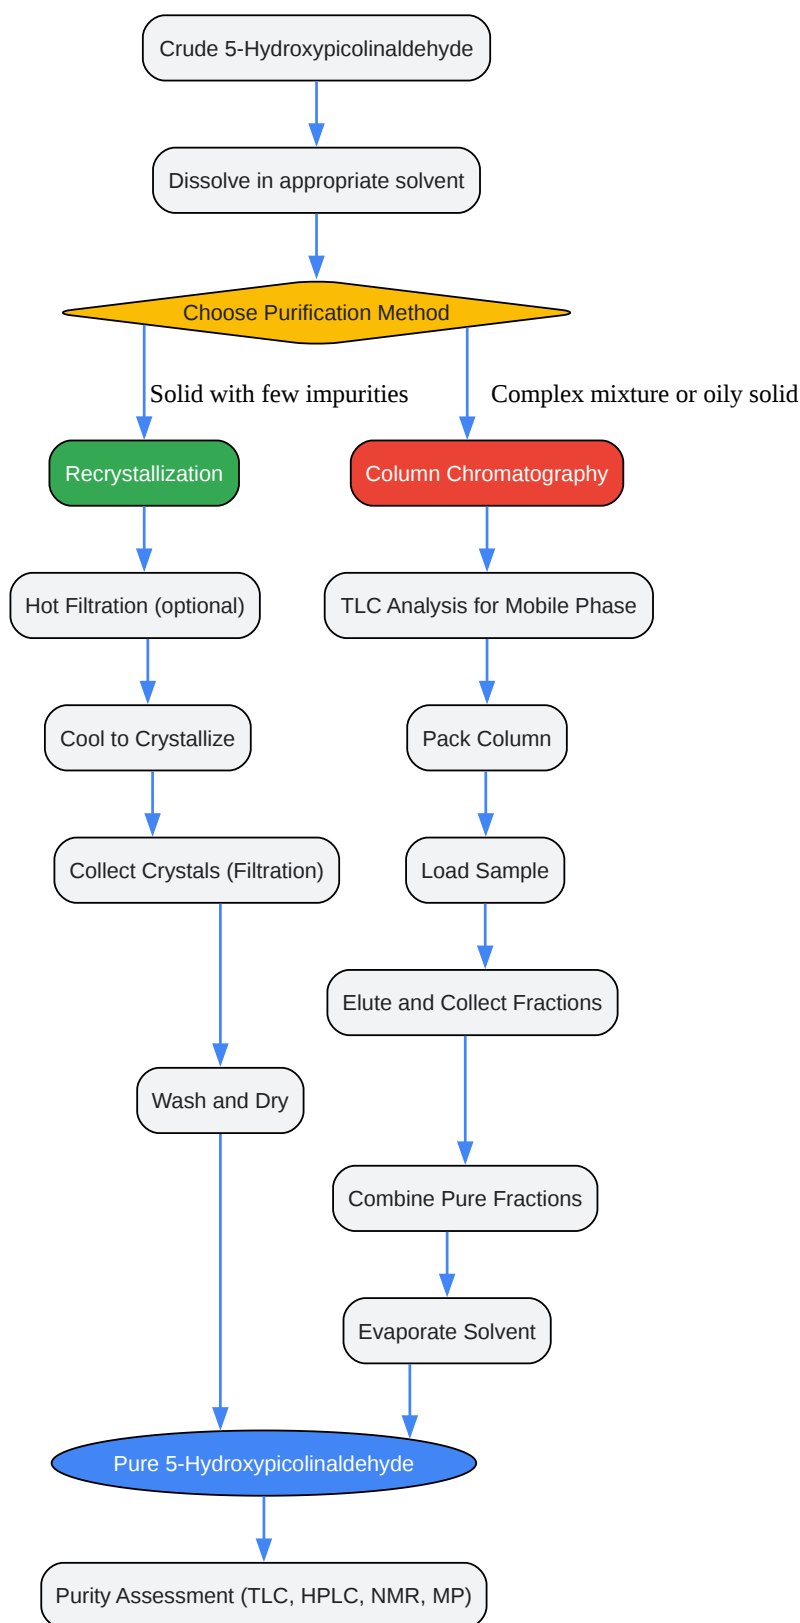 Crude 5-Hydroxypicolinaldehyde
Dissolve in appropriate solvent
Choose Purification Method
Solid with few impurities
Complex mixture or oily solid
Recrystallization
Column Chromatography
Hot Filtration (optional)
TLC Analysis for Mobile Phase
Cool to Crystallize
Pack Column
Collect Crystals (Filtration)
Load Sample
Elute and Collect Fractions
Wash and Dry
Combine Pure Fractions
Evaporate Solvent
Pure 5-Hydroxypicolinaldehyde
Purity Assessment (TLC, HPLC, NMR, MP)